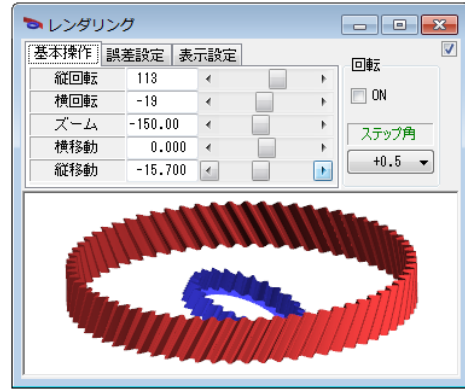 レンダリング
基本操作 誤差設定 表示設定
縦回転 113
横回転 -19
ズーム -150.00
横移動 0.000
縦移動 -15.700
回転
ON
ステップ角
+0.5